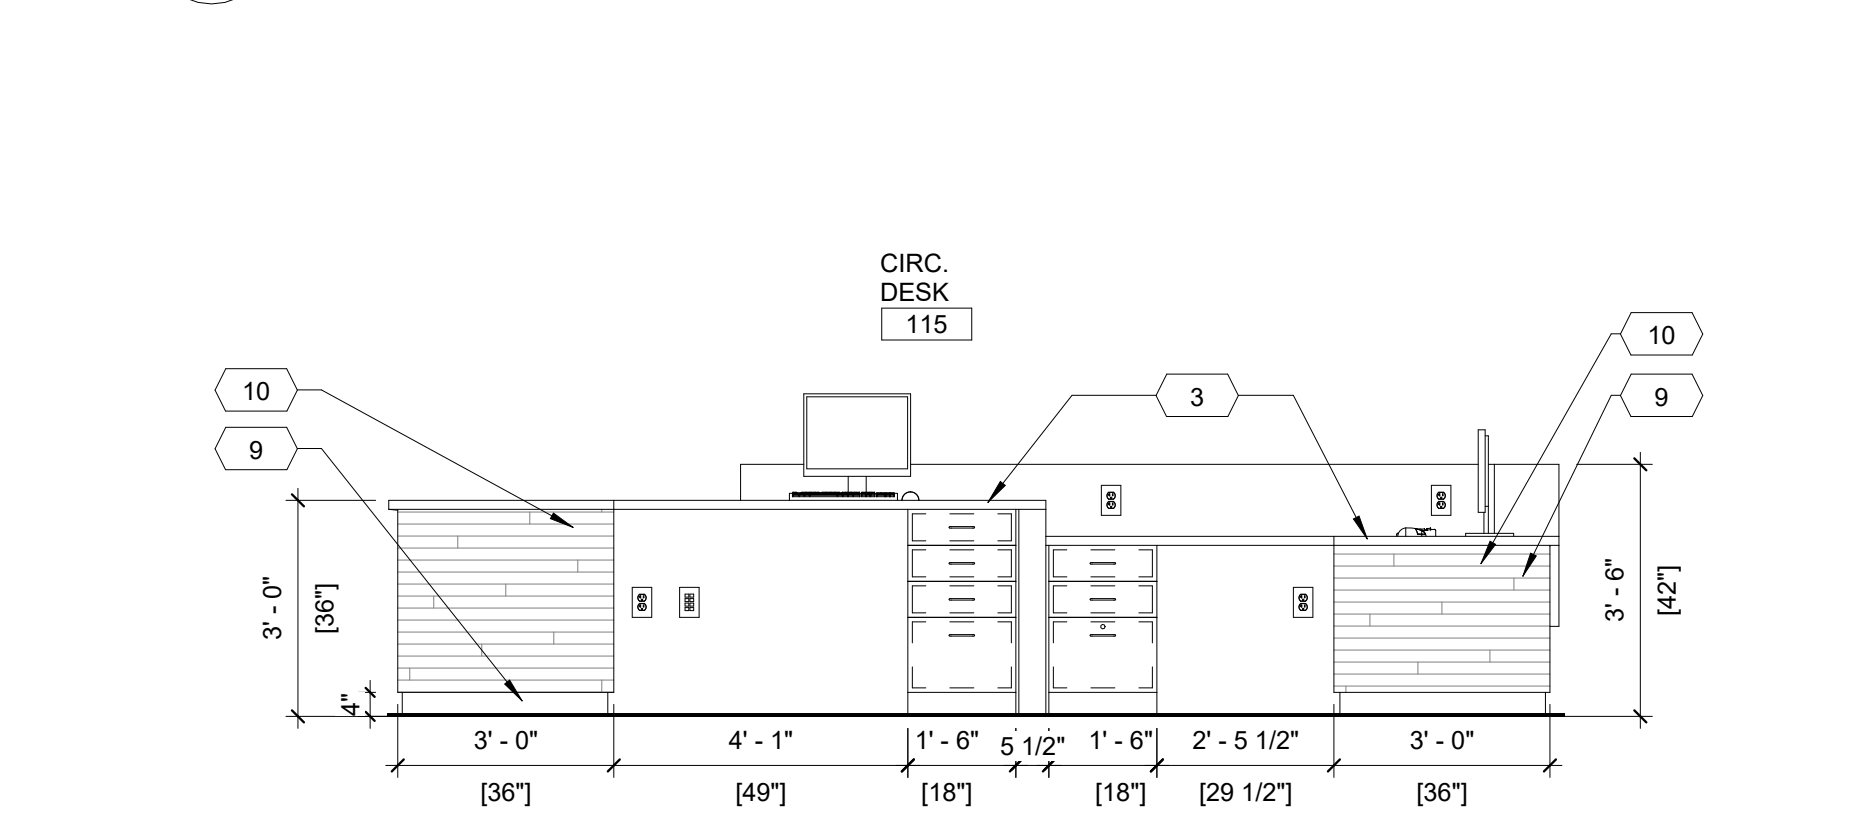 CIRC.
DESK
115
10
9
3
10
9
3' - 0"
[36"]
4"
3' - 6"
[42"]
3' - 0"
4' - 1"
1' - 6"
5 1/2"
1' - 6"
2' - 5 1/2"
3' - 0"
[36"]
[49"]
[18"]
[18"]
[29 1/2"]
[36"]